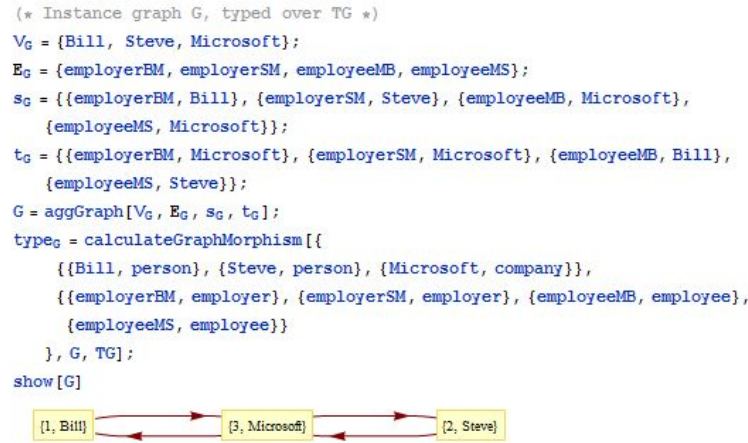 (* Instance graph G, typed over TG *)
V_G = {Bill, Steve, Microsoft};
E_G = {employerBM, employerSM, employeeMB, employeeMS};
s_G = {{employerBM, Bill}, {employerSM, Steve}, {employeeMB, Microsoft},
{employeeMS, Microsoft}};
t_G = {{employerBM, Microsoft}, {employerSM, Microsoft}, {employeeMB, Bill},
{employeeMS, Steve}};
G = aggGraph[V_G, E_G, s_G, t_G];
type_G = calculateGraphMorphism[{
{{Bill, person}, {Steve, person}, {Microsoft, company}},
{{employerBM, employer}, {employerSM, employer}, {employeeMB, employee},
{employeeMS, employee}}
}, G, TG];
show[G]
{1, Bill} {3, Microsoft} {2, Steve}